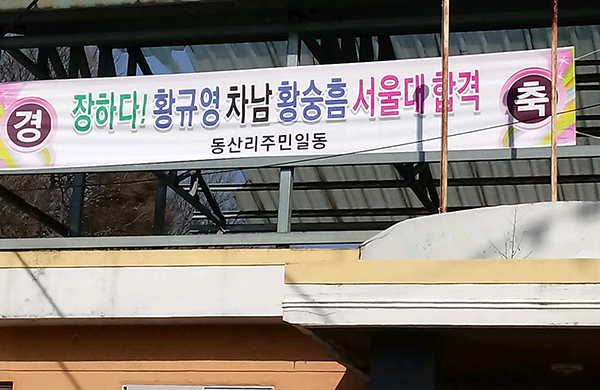 경 장하다! 황규영 차남 황숭흠 서울대 합격 축
동산리주민일동